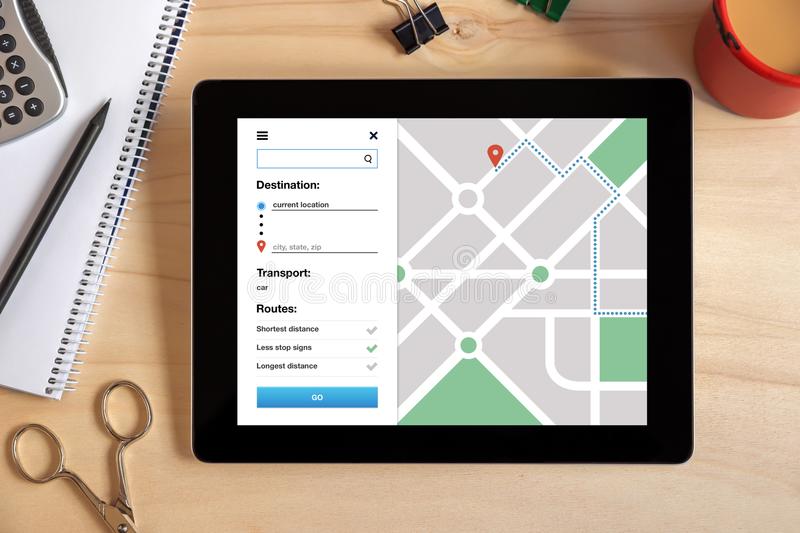 Destination:
current location
city, state, zip
Transport:
car
Routes:
Shortest distance
Less stop signs
Longest distance
GO
dreamstime